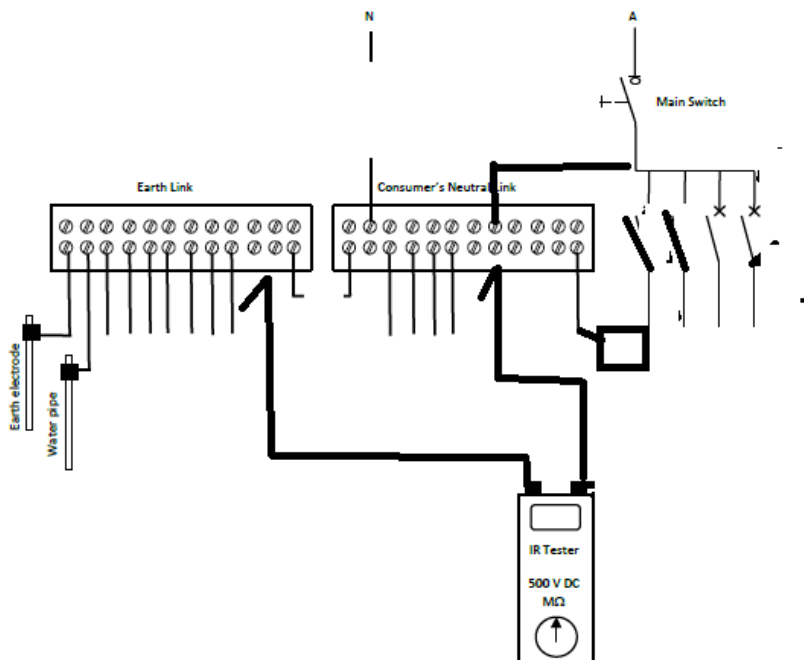 N
A
Main Switch
Earth Link
Consumer's Neutral Link
Earth electrode
Water pipe
IR Tester
500 V DC
MΩ